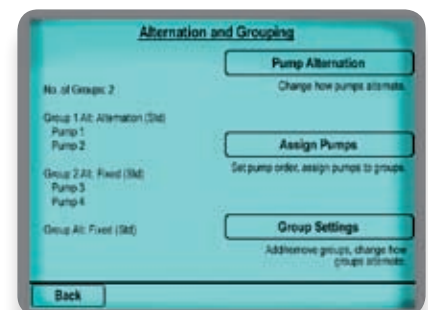 Alternation and Grouping
Pump Alternation
Change how pumps alternate.
No. of Groups: 2
Group 1 Alt: Alternation (Std)
Pump 1
Pump 2
Assign Pumps
Set pump order, assign pumps to groups.
Group 2 Alt: Fixed (Std)
Pump 3
Pump 4
Group Alt: Fixed (Std)
Group Settings
Add/remove groups, change how
groups alternate.
Back